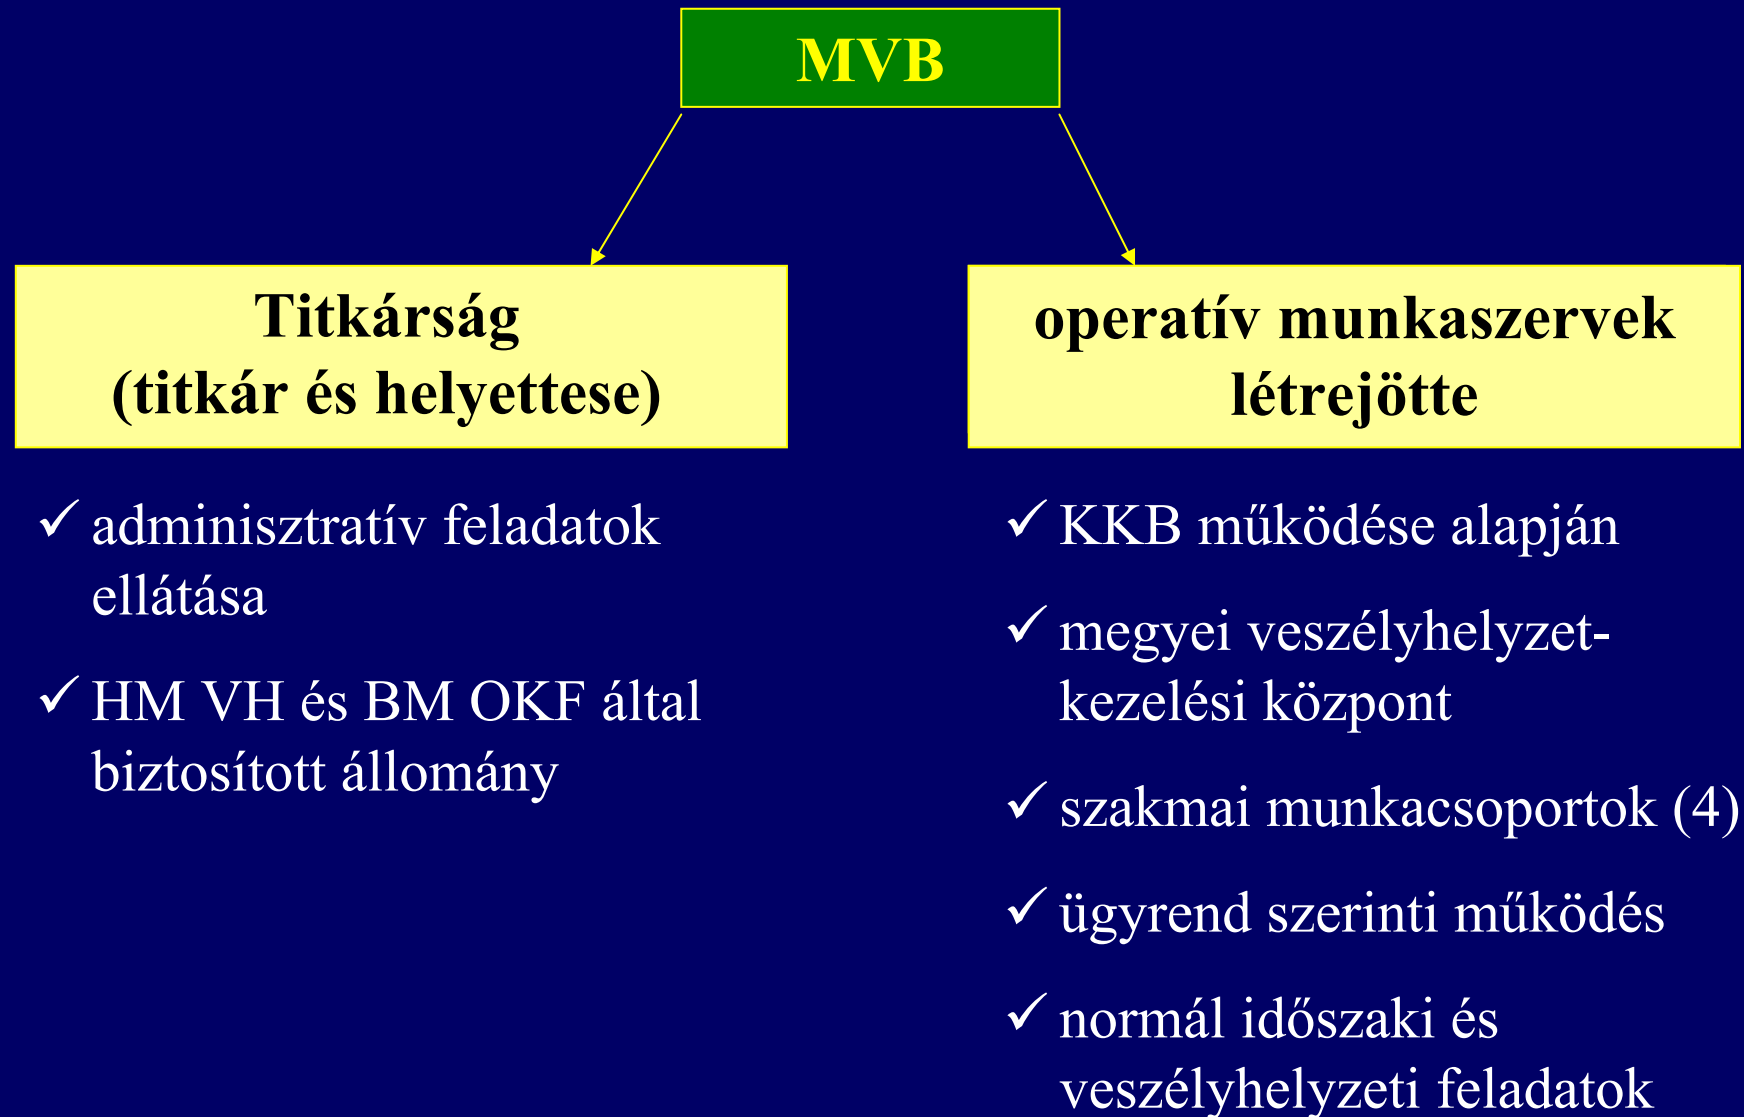 MVB
Titkárság
(titkár és helyettese)
✓ adminisztratív feladatok
ellátása
✓ HM VH és BM OKF által
biztosított állomány
operatív munkaszervek
létrejötte
✓ KKB működése alapján
✓ megyei veszélyhelyzet-
kezelési központ
✓ szakmai munkacsoportok (4)
✓ ügyrend szerinti működés
✓ normál időszaki és
veszélyhelyzeti feladatok